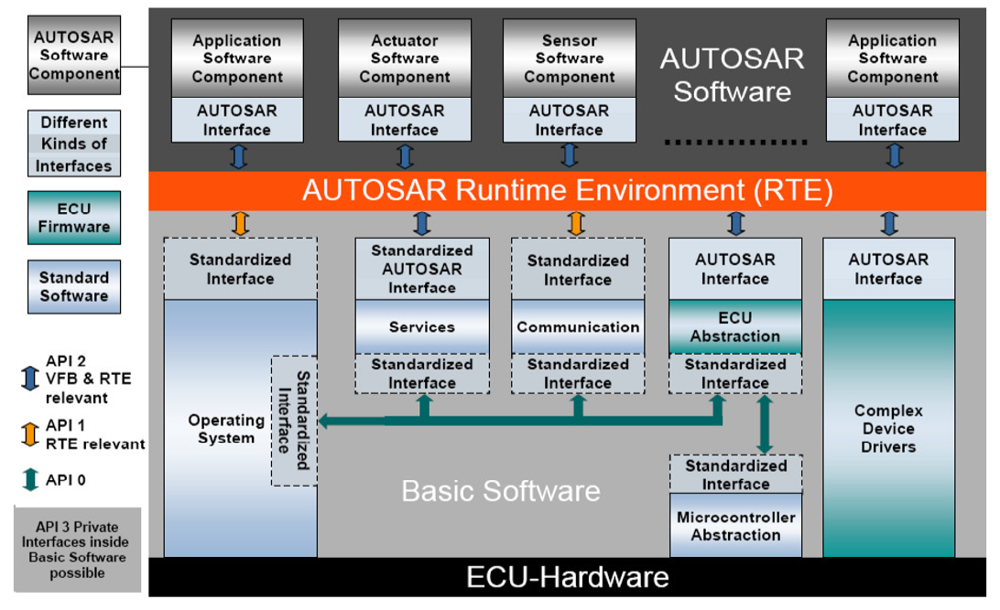 AUTOSAR
Software
Component
Different
Kinds of
Interfaces
ECU
Firmware
Standard
Software
API 2
VFB & RTE
relevant
API 1
RTE relevant
API 0
API 3 Private
Interfaces inside
Basic Software
possible
Application
Software
Component
AUTOSAR
Interface
Actuator
Software
Component
AUTOSAR
Interface
Sensor
Software
Component
AUTOSAR
Interface
AUTOSAR
Software
Application
Software
Component
AUTOSAR
Interface
AUTOSAR Runtime Environment (RTE)
Standardized
Interface
Operating
System
Standardized
Interface
Standardized
AUTOSAR
Interface
Services
Standardized
Interface
Standardized
Interface
Communication
Standardized
Interface
AUTOSAR
Interface
ECU
Abstraction
Standardized
Interface
Standardized
Interface
Microcontroller
Abstraction
AUTOSAR
Interface
Complex
Device
Drivers
Basic Software
ECU-Hardware